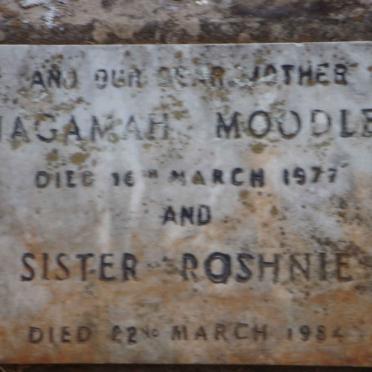 AND OUR DEAR MOTHER
NAGAMAH MOODLE
DIED 16TH MARCH 1977
AND
SISTER ROSHNIE
DIED 22ND MARCH 1984